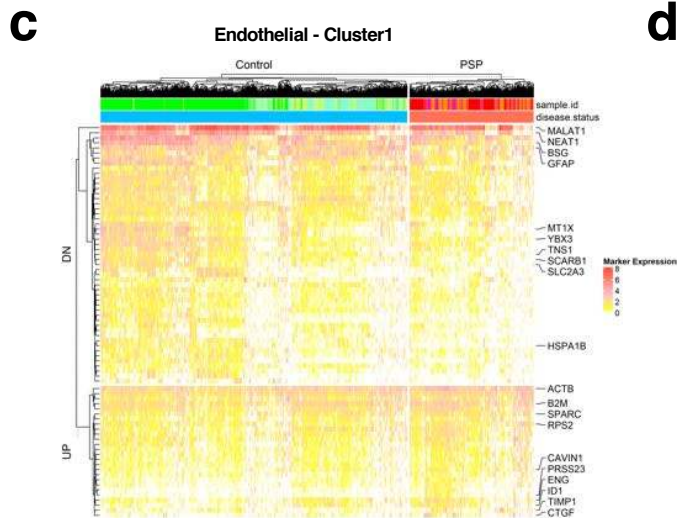 c
d
Endothelial - Cluster1
Control
PSP
sample.id
disease.status
MALAT1
NEAT1
BSG
GFAP
DN
MT1X
YBX3
TNS1
SCARB1
SLC2A3
Marker Expression
8
6
4
2
0
HSPA1B
ACTB
B2M
SPARC
RPS2
UP
CAVIN1
PRSS23
ENG
ID1
TIMP1
CTGF